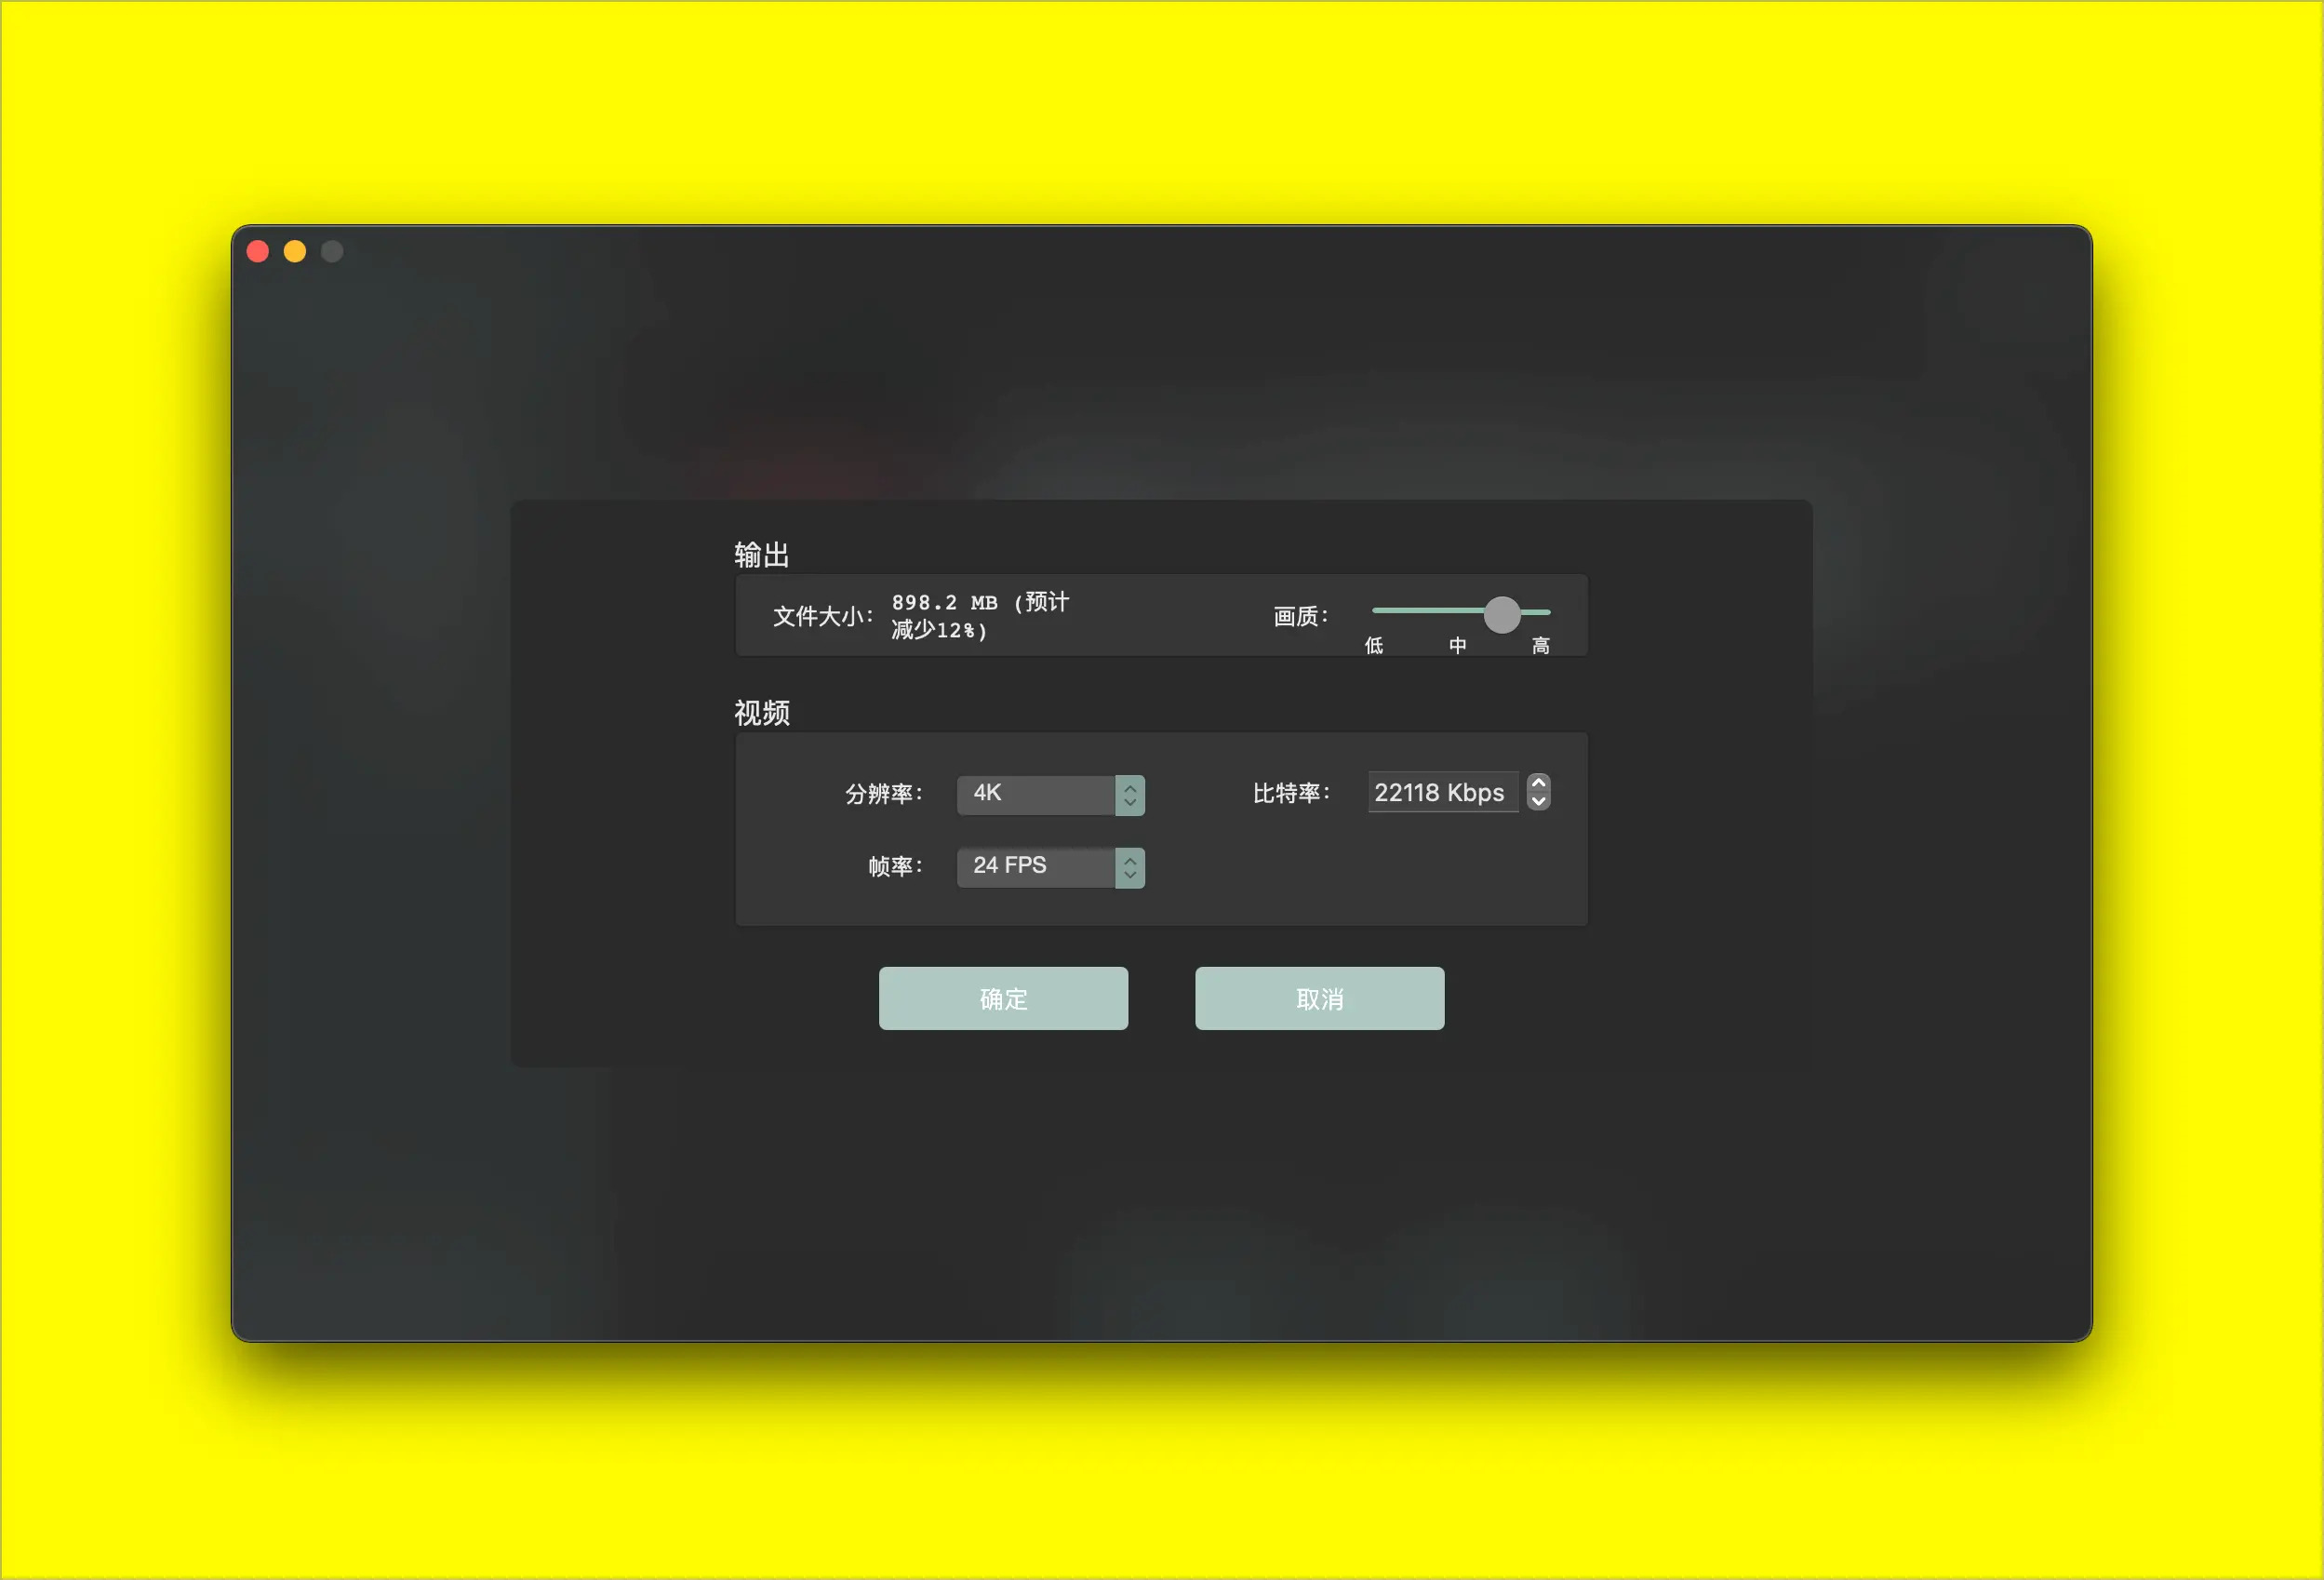 输出
文件大小: 898.2 MB (预计
减少12%)
画质:
低 中 高
视频
分辨率: 4K 比特率: 22118 Kbps
帧率: 24 FPS
确定 取消